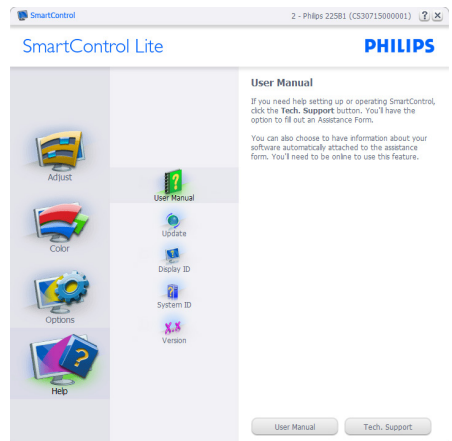 SmartControl
2 - Philips 225B1 (CS30715000001)
? X
SmartControl Lite
PHILIPS
Adjust
Color
Options
Help
User Manual
Update
Display ID
System ID
X.X
Version
User Manual
If you need help setting up or operating SmartControl,
click the Tech. Support button. You'll have the
option to fill out an Assistance Form.
You can also choose to have information about your
software automatically attached to the assistance
form. You'll need to be online to use this feature.
User Manual
Tech. Support